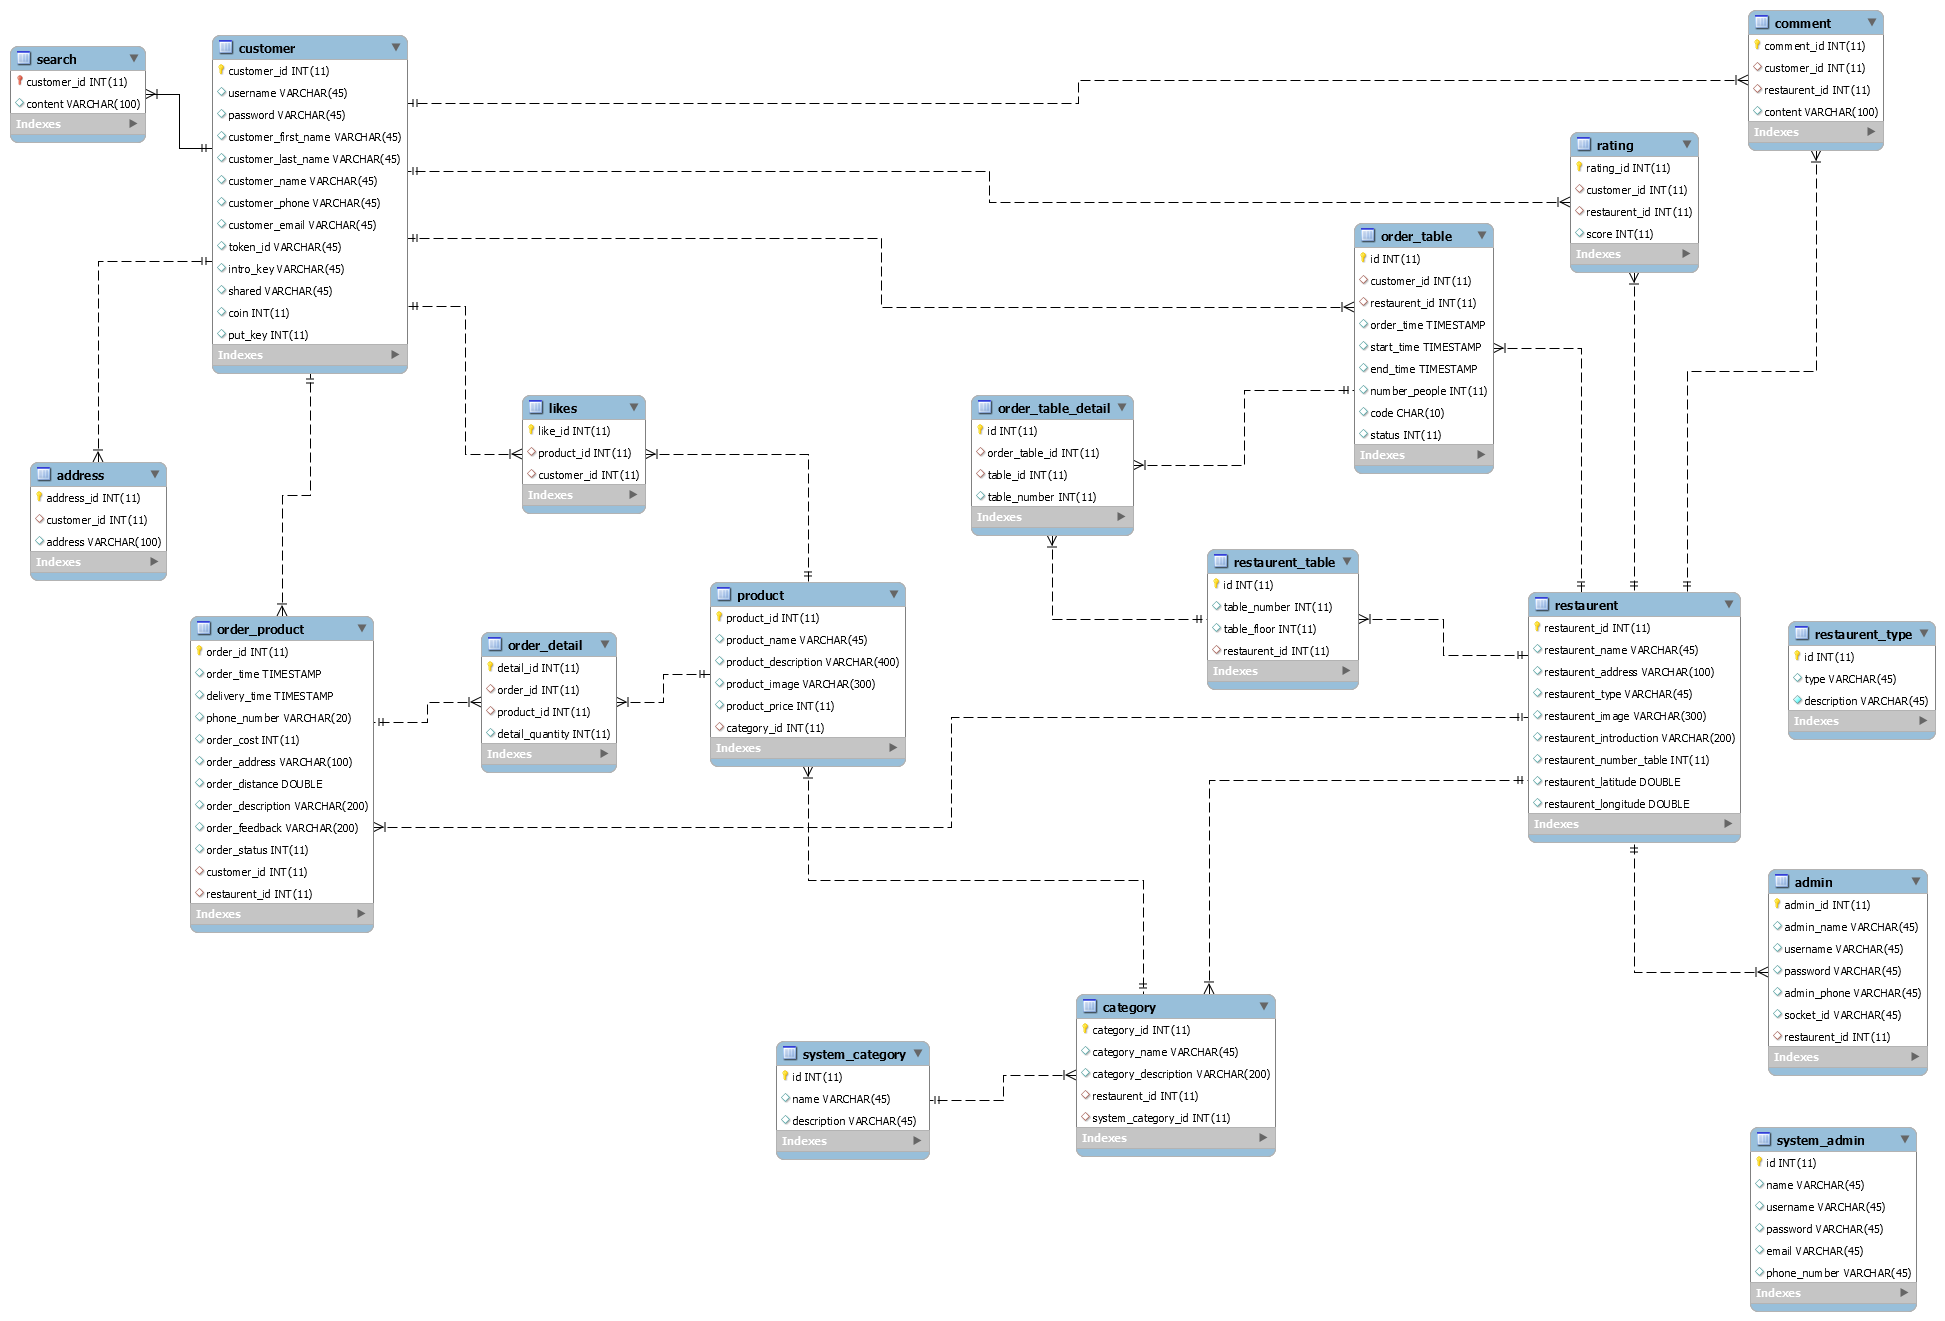 search
customer_id INT(11)
content VARCHAR(100)
Indexes
customer
customer_id INT(11)
username VARCHAR(45)
password VARCHAR(45)
customer_first_name VARCHAR(45)
customer_last_name VARCHAR(45)
customer_name VARCHAR(45)
customer_phone VARCHAR(45)
customer_email VARCHAR(45)
token_id VARCHAR(45)
intro_key VARCHAR(45)
shared VARCHAR(45)
coin INT(11)
put_key INT(11)
Indexes
comment
comment_id INT(11)
customer_id INT(11)
restaurent_id INT(11)
content VARCHAR(100)
Indexes
rating
rating_id INT(11)
customer_id INT(11)
restaurent_id INT(11)
score INT(11)
Indexes
order_table
id INT(11)
customer_id INT(11)
restaurent_id INT(11)
order_time TIMESTAMP
start_time TIMESTAMP
end_time TIMESTAMP
number_people INT(11)
code CHAR(10)
status INT(11)
Indexes
likes
like_id INT(11)
product_id INT(11)
customer_id INT(11)
Indexes
order_table_detail
id INT(11)
order_table_id INT(11)
table_id INT(11)
table_number INT(11)
Indexes
address
address_id INT(11)
customer_id INT(11)
address VARCHAR(100)
Indexes
restaurent_table
id INT(11)
table_number INT(11)
table_floor INT(11)
restaurent_id INT(11)
Indexes
product
product_id INT(11)
product_name VARCHAR(45)
product_description VARCHAR(400)
product_image VARCHAR(300)
product_price INT(11)
category_id INT(11)
Indexes
restaurent
restaurent_id INT(11)
restaurent_name VARCHAR(45)
restaurent_address VARCHAR(100)
restaurent_type VARCHAR(45)
restaurent_image VARCHAR(300)
restaurent_introduction VARCHAR(200)
restaurent_number_table INT(11)
restaurent_latitude DOUBLE
restaurent_longitude DOUBLE
Indexes
restaurent_type
id INT(11)
type VARCHAR(45)
description VARCHAR(45)
Indexes
order_product
order_id INT(11)
order_time TIMESTAMP
delivery_time TIMESTAMP
phone_number VARCHAR(20)
order_cost INT(11)
order_address VARCHAR(100)
order_distance DOUBLE
order_description VARCHAR(200)
order_feedback VARCHAR(200)
order_status INT(11)
customer_id INT(11)
restaurent_id INT(11)
Indexes
order_detail
detail_id INT(11)
order_id INT(11)
product_id INT(11)
detail_quantity INT(11)
Indexes
admin
admin_id INT(11)
admin_name VARCHAR(45)
username VARCHAR(45)
password VARCHAR(45)
admin_phone VARCHAR(45)
socket_id VARCHAR(45)
restaurent_id INT(11)
Indexes
category
category_id INT(11)
category_name VARCHAR(45)
category_description VARCHAR(200)
restaurent_id INT(11)
system_category_id INT(11)
Indexes
system_category
id INT(11)
name VARCHAR(45)
description VARCHAR(45)
Indexes
system_admin
id INT(11)
name VARCHAR(45)
username VARCHAR(45)
password VARCHAR(45)
email VARCHAR(45)
phone_number VARCHAR(45)
Indexes